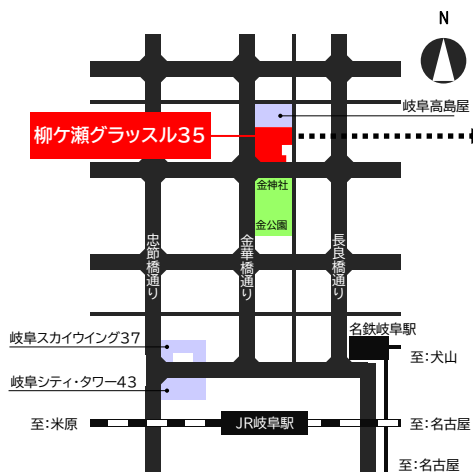 N
岐阜高島屋
柳ケ瀬グラッスル35
金神社
金公園
忠節橋通り
金華橋通り
長良橋通り
名鉄岐阜駅
岐阜スカイウイング37
至:犬山
岐阜シティ・タワー43
至:米原
JR岐阜駅
至:名古屋
至:名古屋